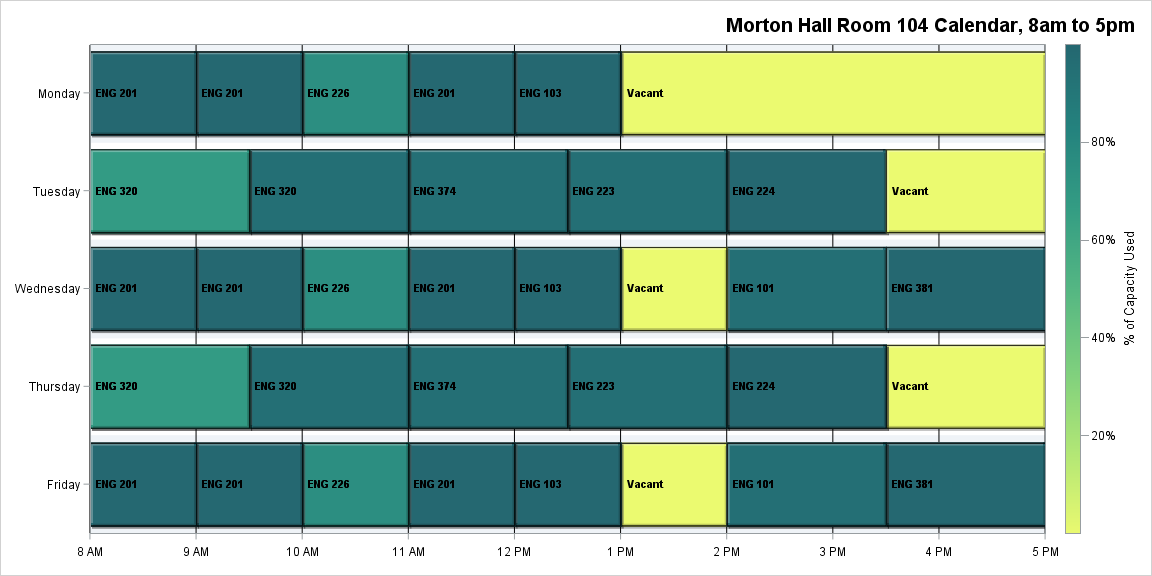 Morton Hall Room 104 Calendar, 8am to 5pm
Monday ENG 201 ENG 201 ENG 226 ENG 201 ENG 103 Vacant
80%
Tuesday ENG 320 ENG 320 ENG 374 ENG 223 ENG 224 Vacant
60%
% of Capacity Used
Wednesday ENG 201 ENG 201 ENG 226 ENG 201 ENG 103 Vacant ENG 101 ENG 381
40%
Thursday ENG 320 ENG 320 ENG 374 ENG 223 ENG 224 Vacant
20%
Friday ENG 201 ENG 201 ENG 226 ENG 201 ENG 103 Vacant ENG 101 ENG 381
8 AM 9 AM 10 AM 11 AM 12 PM 1 PM 2 PM 3 PM 4 PM 5 PM